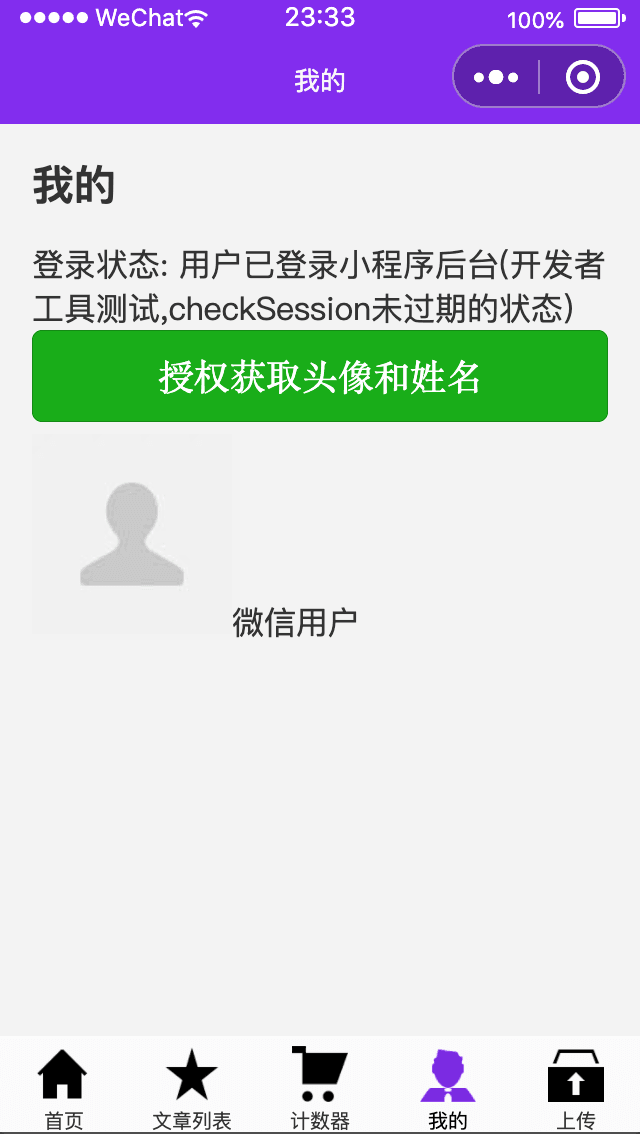 WeChat 23:33 100%
我的
我的
登录状态: 用户已登录小程序后台(开发者
工具测试,checkSession未过期的状态)
授权获取头像和姓名
微信用户
首页 文章列表 计数器 我的 上传